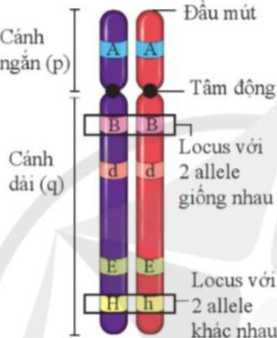 Đầu mút
Cánh
ngắn (p)
A A
Tâm động
B B
Locus với
2 allele
giống nhau
Cánh
dài (q)
d d
E E
H h
Locus với
2 allele
khác nhau